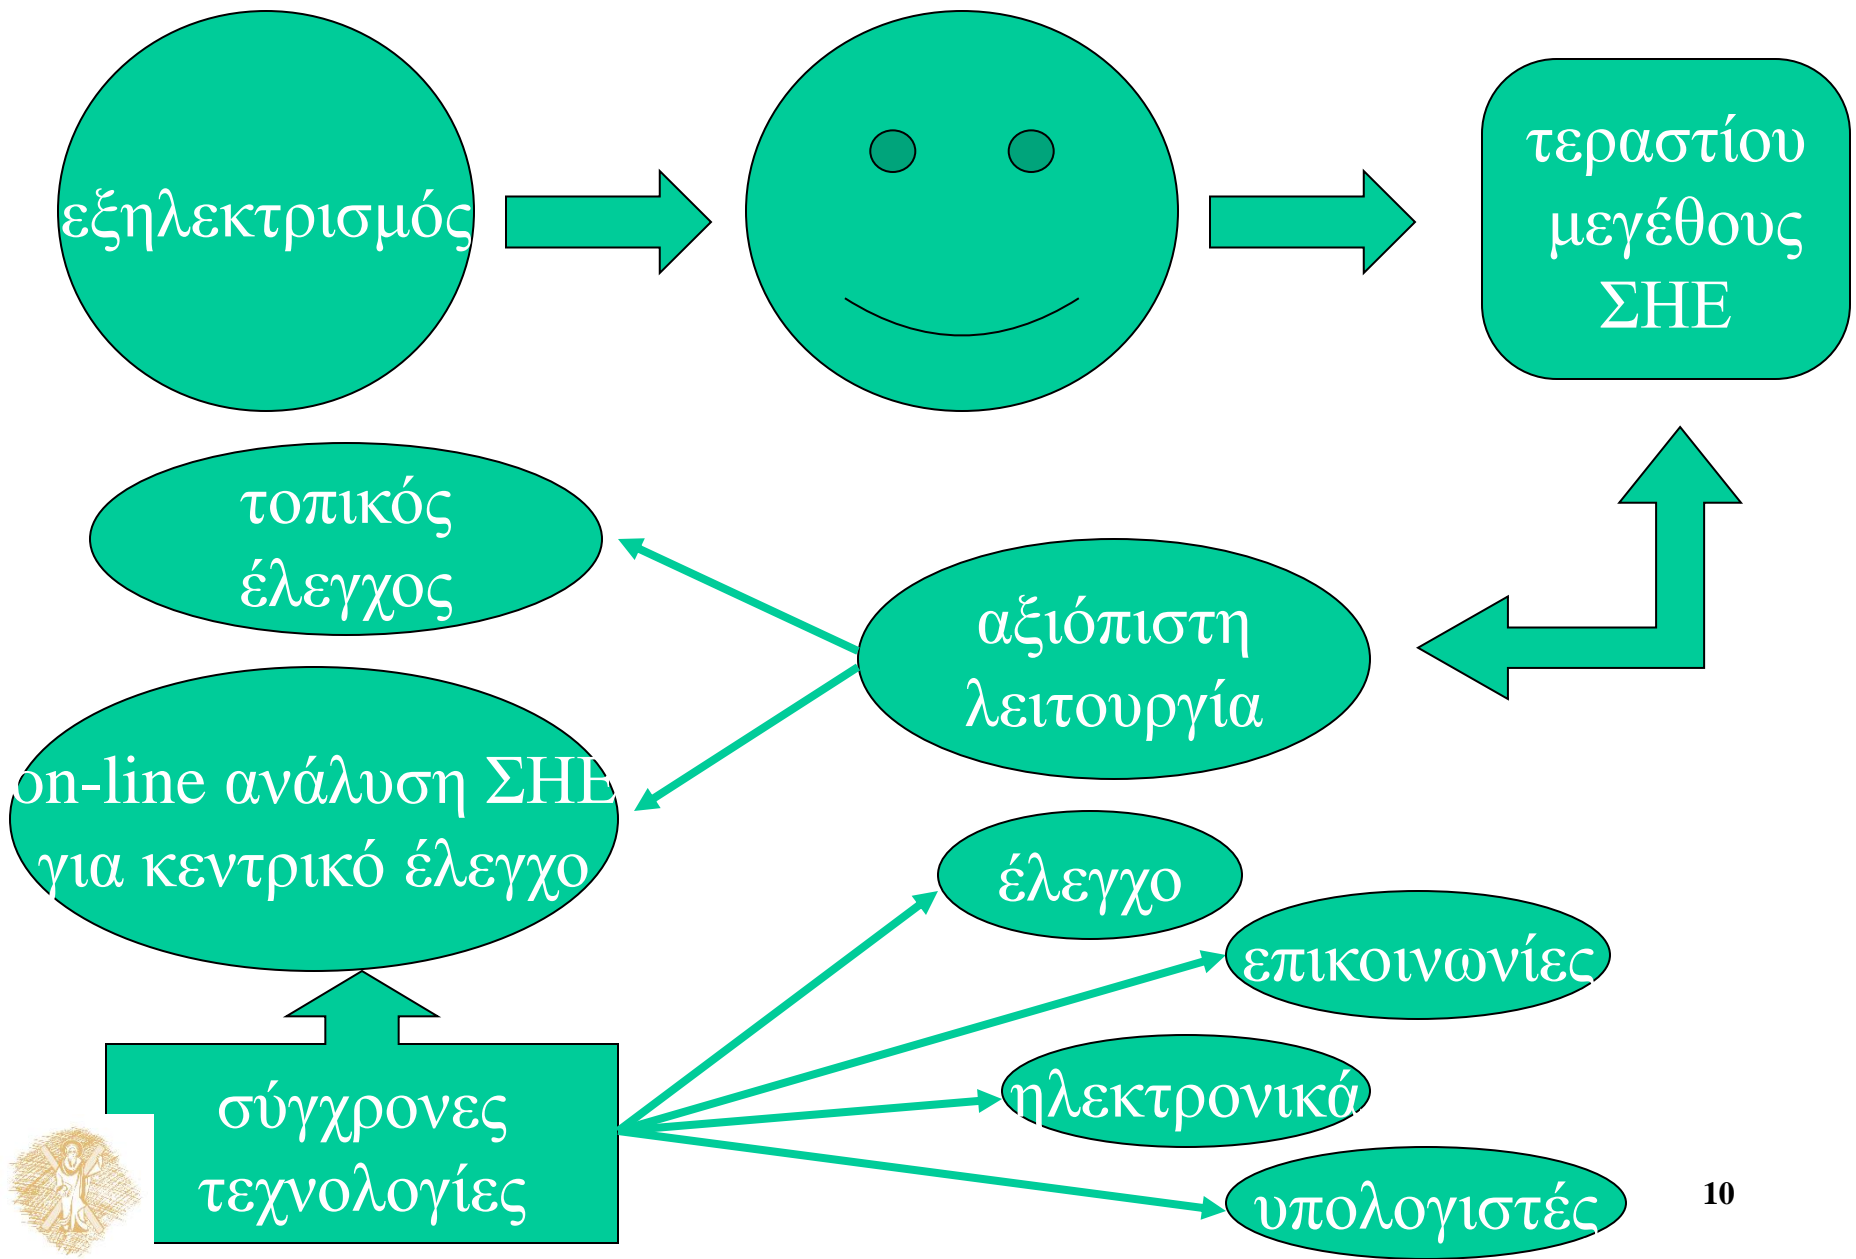 εξηλεκτρισμός
τεραστίου
μεγέθους
ΣΗΕ
τοπικός
έλεγχος
αξιόπιστη
λειτουργία
on-line ανάλυση ΣΗΕ
για κεντρικό έλεγχο
έλεγχο
επικοινωνίες
ηλεκτρονικά
σύγχρονες
τεχνολογίες
υπολογιστές
10